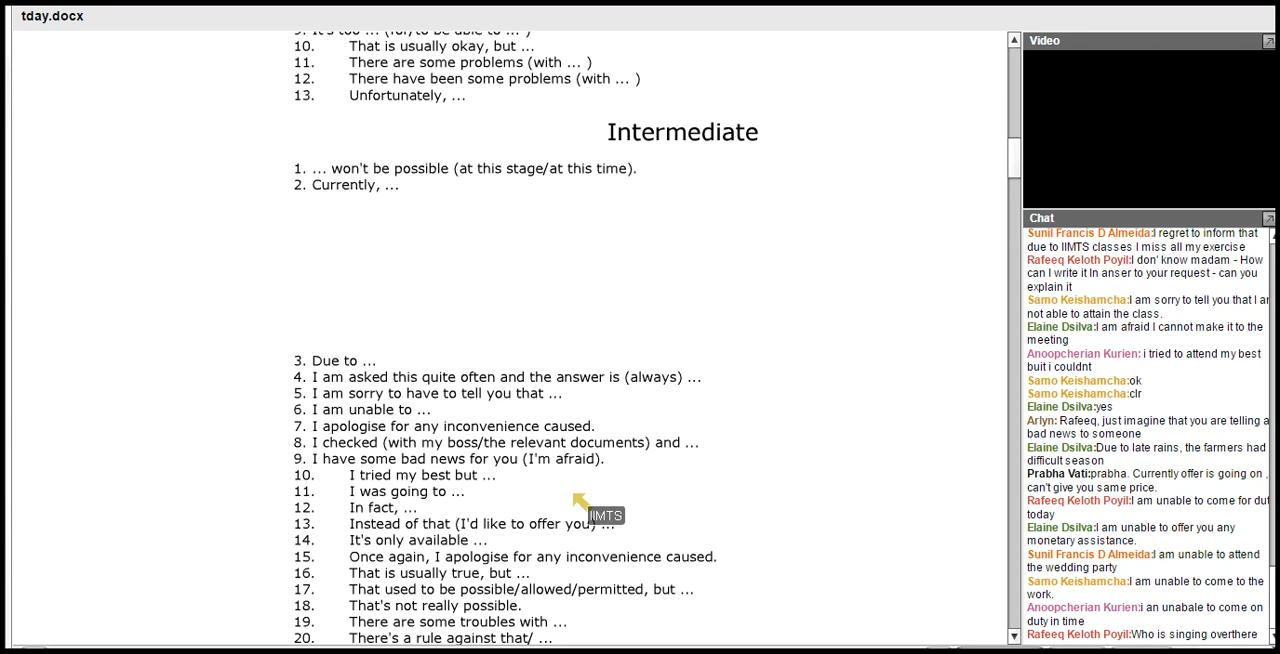 tday.docx
9. It's too ... (for/to be able to ... )
10. That is usually okay, but ...
11. There are some problems (with ... )
12. There have been some problems (with ... )
13. Unfortunately, ...
Intermediate
1. ... won't be possible (at this stage/at this time).
2. Currently, ...
3. Due to ...
4. I am asked this quite often and the answer is (always) ...
5. I am sorry to have to tell you that ...
6. I am unable to ...
7. I apologise for any inconvenience caused.
8. I checked (with my boss/the relevant documents) and ...
9. I have some bad news for you (I'm afraid).
10. I tried my best but ...
11. I was going to ...
12. In fact, ...
13. Instead of that (I'd like to offer you) ...
IIMTS
14. It's only available ...
15. Once again, I apologise for any inconvenience caused.
16. That is usually true, but ...
17. That used to be possible/allowed/permitted, but ...
18. That's not really possible.
19. There are some troubles with ...
20. There's a rule against that/ ...
Video
Chat
Sunil Francis D Almeida:I regret to inform that
due to IIMTS classes I miss all my exercise
Rafeeq Keloth Poyil:I don' know madam - How
can I write it In anser to your request - can you
explain it
Samo Keishamcha:I am sorry to tell you that I ar
not able to attain the class.
Elaine Dsilva:I am afraid I cannot make it to the
meeting
Anoopcherian Kurien: i tried to attend my best
buit i couldnt
Samo Keishamcha:ok
Samo Keishamcha:clr
Elaine Dsilva:yes
Arlyn: Rafeeq, just imagine that you are telling a
bad news to someone
Elaine Dsilva:Due to late rains, the farmers had
difficult season
Prabha Vati:prabha. Currently offer is going on ,
can't give you same price.
Rafeeq Keloth Poyil:I am unable to come for dut
today
Elaine Dsilva:I am unable to offer you any
monetary assistance.
Sunil Francis D Almeida:I am unable to attend
the wedding party
Samo Keishamcha:I am unable to come to the
work.
Anoopcherian Kurien:i am unabale to come on
duty in time
Rafeeq Keloth Poyil:Who is singing overthere